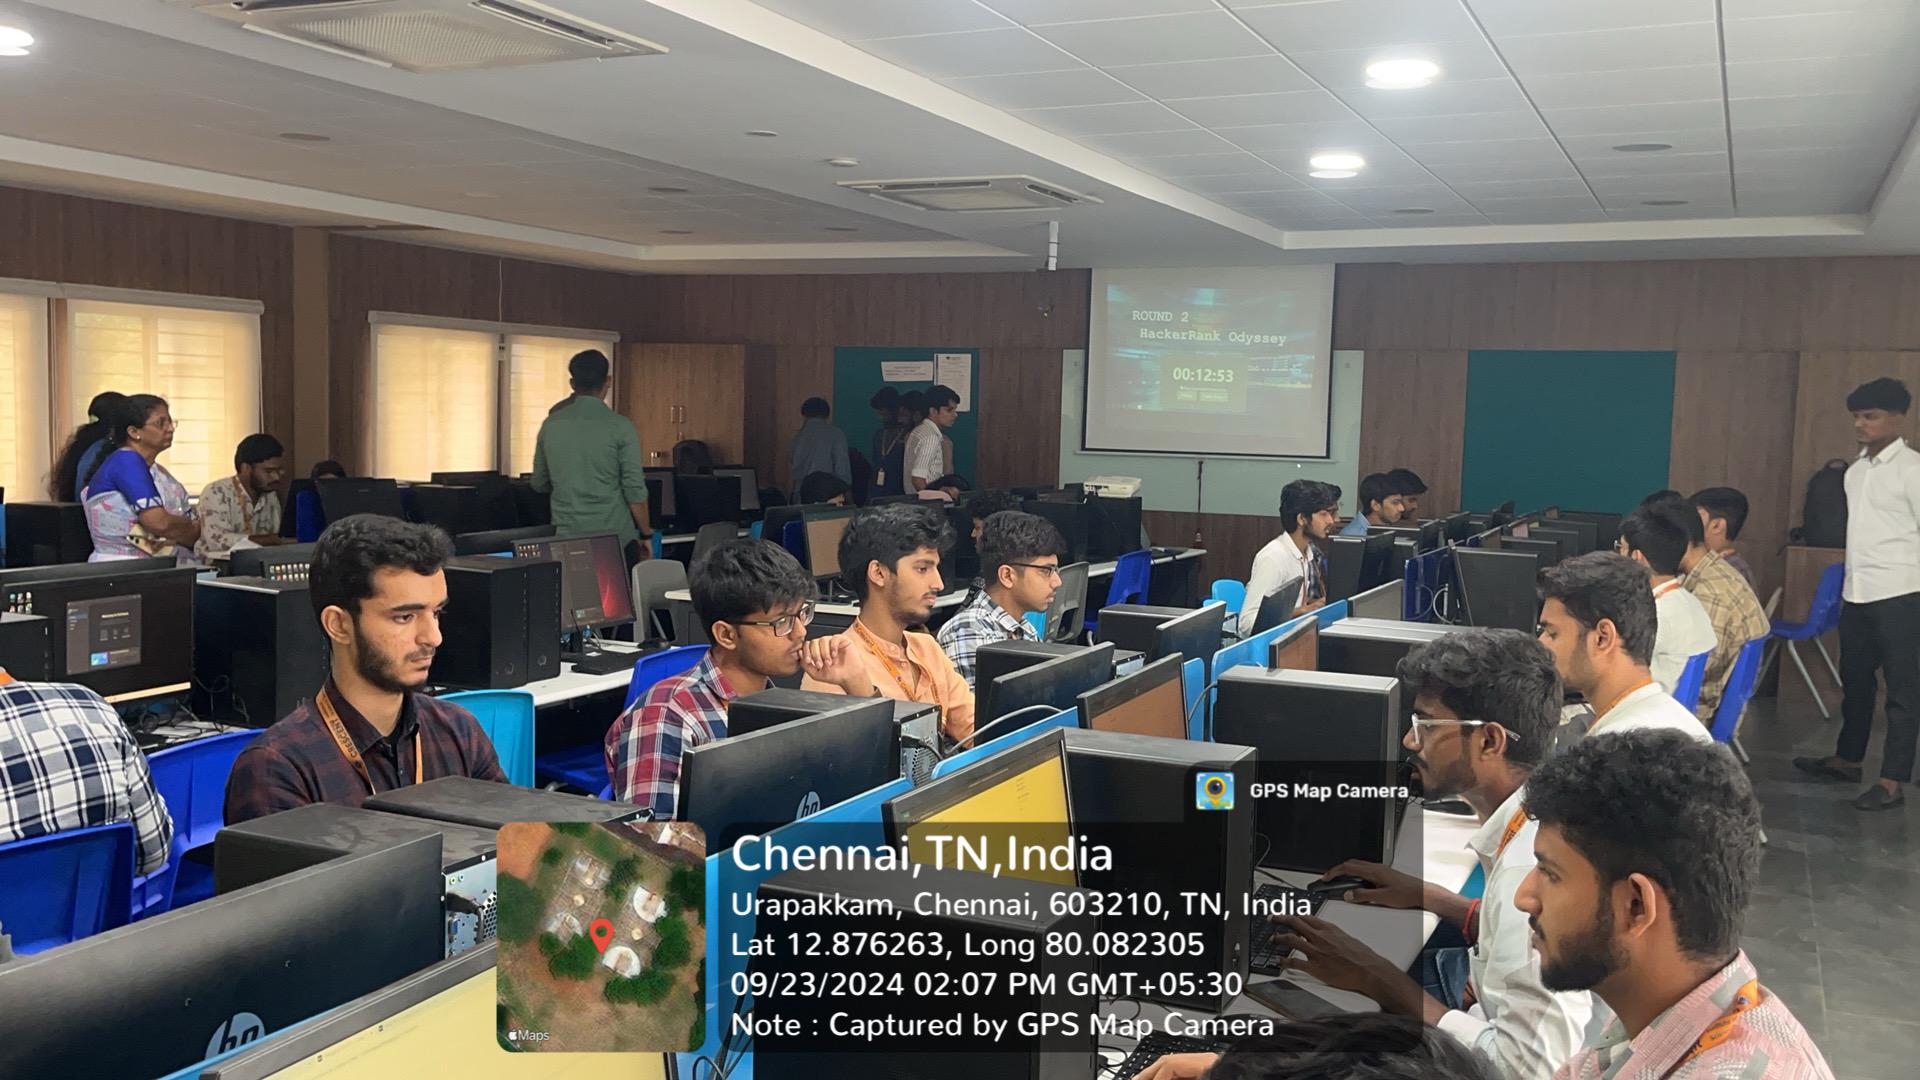 ROUND 2
HackerRank Odyssey
00:12:53
CRESCENT
hp
hp
GPS Map Camera
Chennai,TN,India
Urapakkam, Chennai, 603210, TN, India
Lat 12.876263, Long 80.082305
09/23/2024 02:07 PM GMT+05:30
Note : Captured by GPS Map Camera
Maps